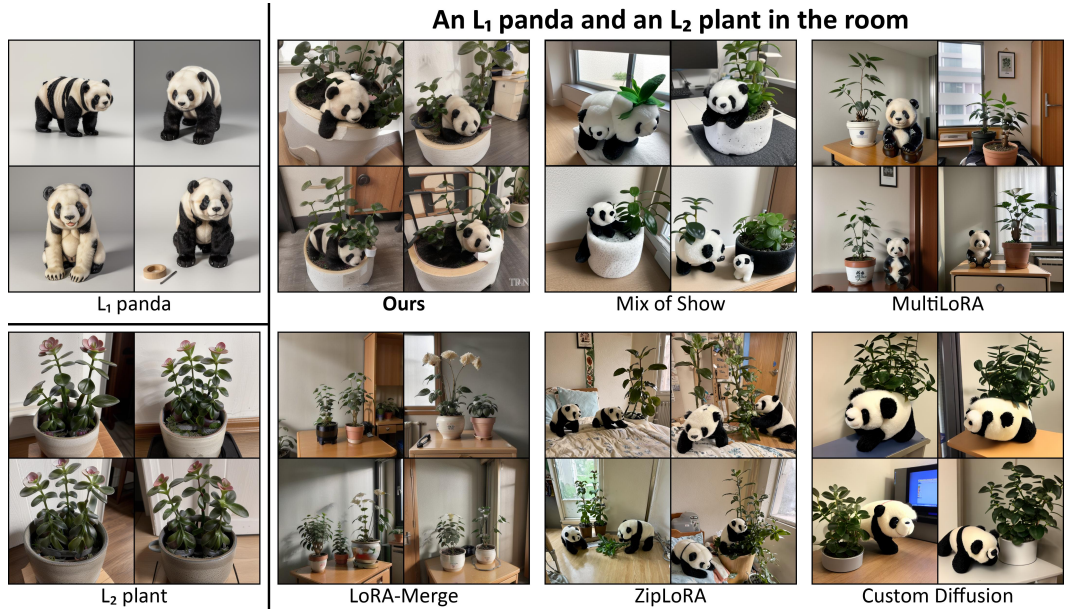 An L₁ panda and an L₂ plant in the room
L₁ panda
Ours
Mix of Show
MultiLoRA
L₂ plant
LoRA-Merge
ZipLoRA
Custom Diffusion